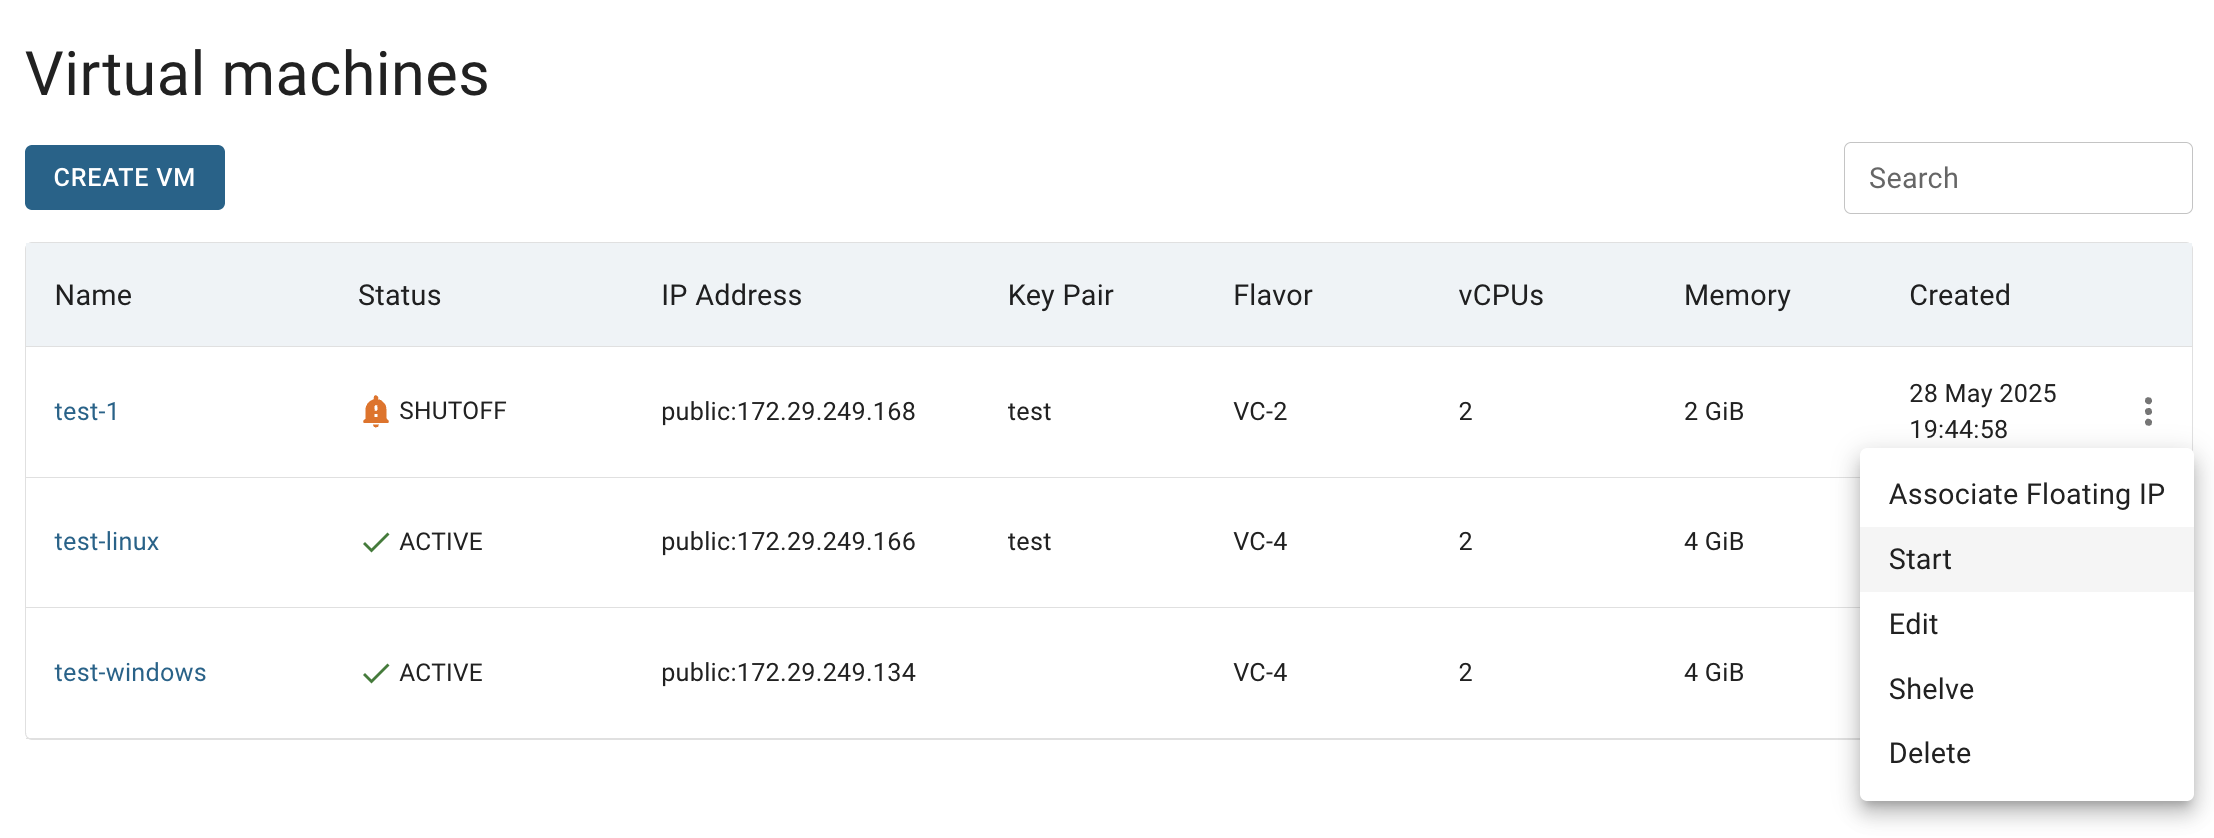 Virtual machines
CREATE VM
Search
Name Status IP Address Key Pair Flavor vCPUs Memory Created
test-1 SHUTOFF public:172.29.249.168 test VC-2 2 2 GiB 28 May 2025
19:44:58
test-linux ACTIVE public:172.29.249.166 test VC-4 2 4 GiB
test-windows ACTIVE public:172.29.249.134 VC-4 2 4 GiB
Associate Floating IP
Start
Edit
Shelve
Delete